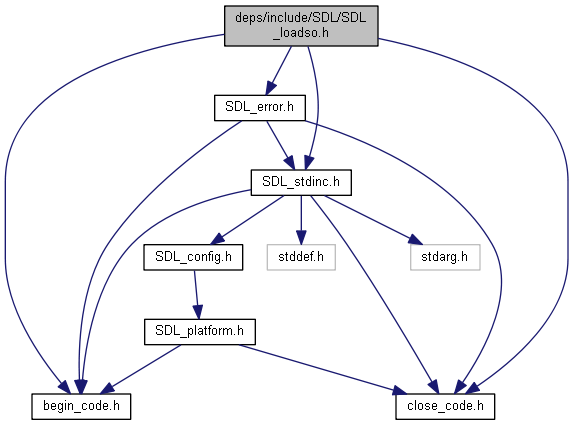 deps/include/SDL/SDL
_loadso.h
SDL_error.h
SDL_stdinc.h
SDL_config.h
stddef.h
stdarg.h
SDL_platform.h
begin_code.h
close_code.h